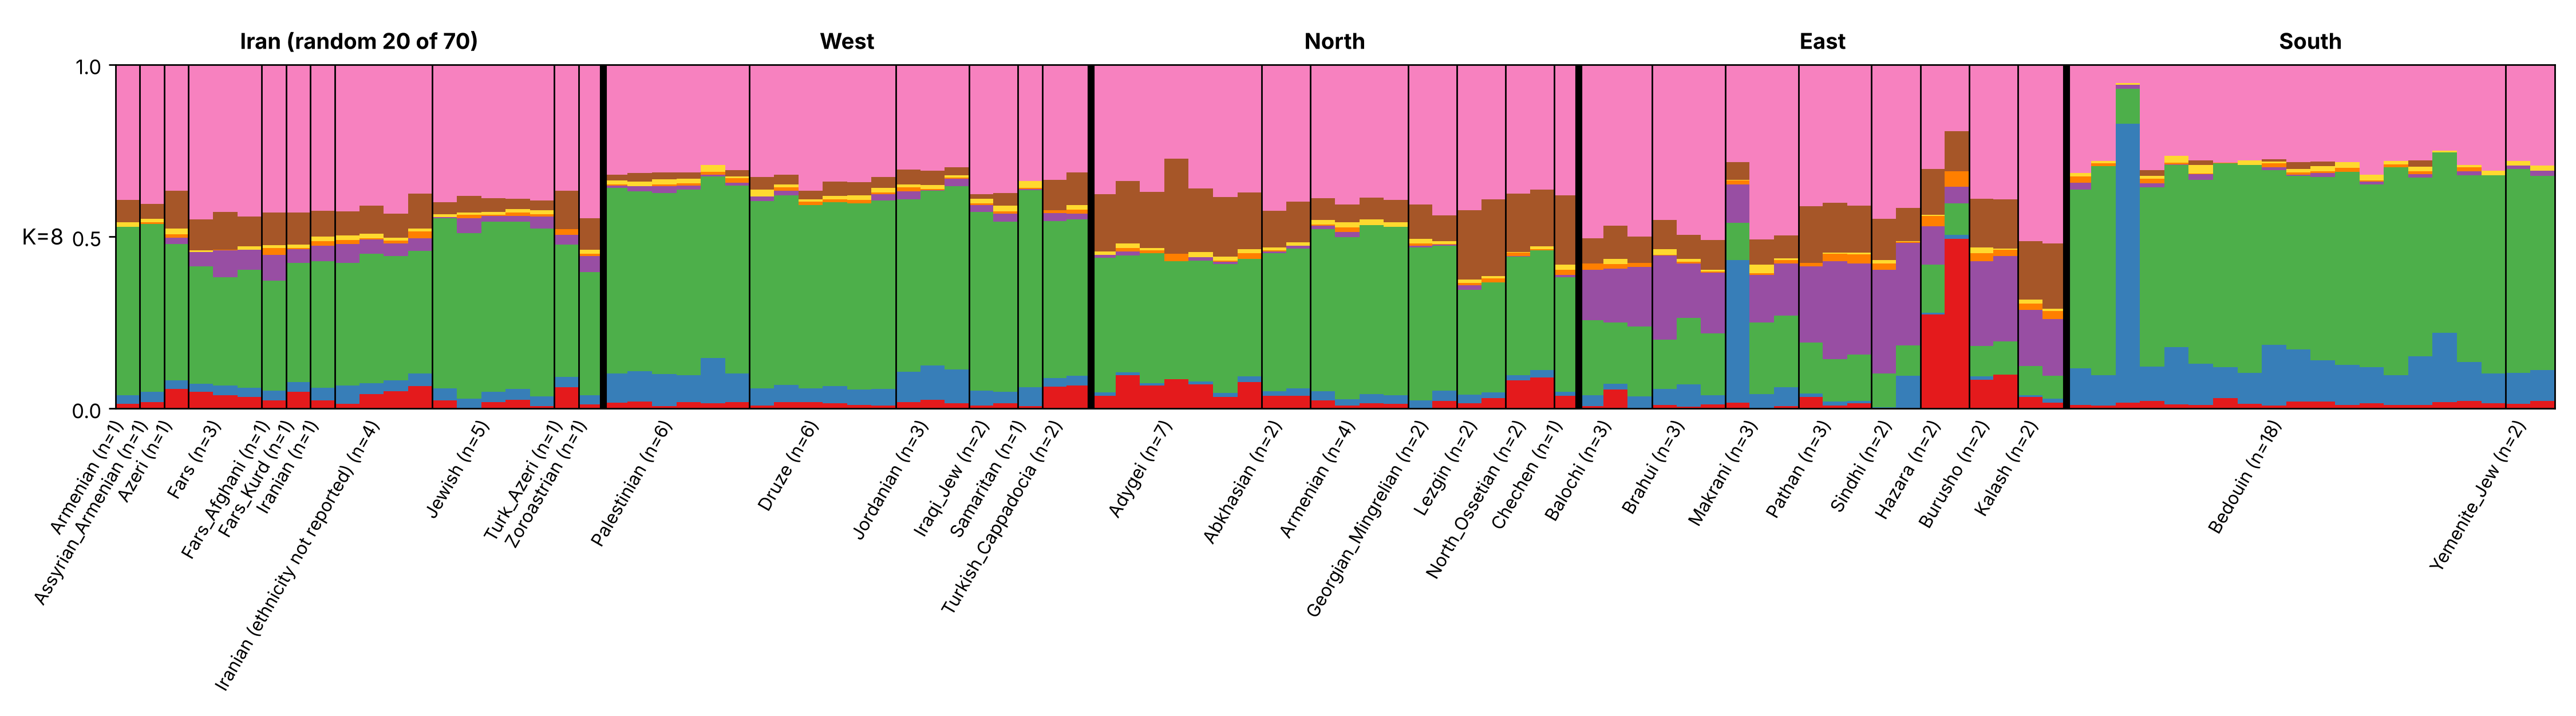 Iran (random 20 of 70)
West
North
East
South
1.0
K=8
0.5
0.0
Armenian (n=1)
Assyrian_Armenian (n=1)
Azeri (n=1)
Fars (n=3)
Fars_Afghani (n=1)
Fars_Kurd (n=1)
Iranian (n=1)
Iranian (ethnicity not reported) (n=4)
Jewish (n=5)
Turk_Azeri (n=1)
Zoroastrian (n=1)
Palestinian (n=6)
Druze (n=6)
Jordanian (n=3)
Iraqi_Jew (n=2)
Samaritan (n=1)
Turkish_Cappadocia (n=2)
Adygei (n=7)
Abkhasian (n=2)
Armenian (n=4)
Georgian_Mingrelian (n=2)
Lezgin (n=2)
North_Ossetian (n=2)
Chechen (n=1)
Balochi (n=3)
Brahui (n=3)
Makrani (n=3)
Pathan (n=3)
Sindhi (n=2)
Hazara (n=2)
Burusho (n=2)
Kalash (n=2)
Bedouin (n=18)
Yemenite_Jew (n=2)